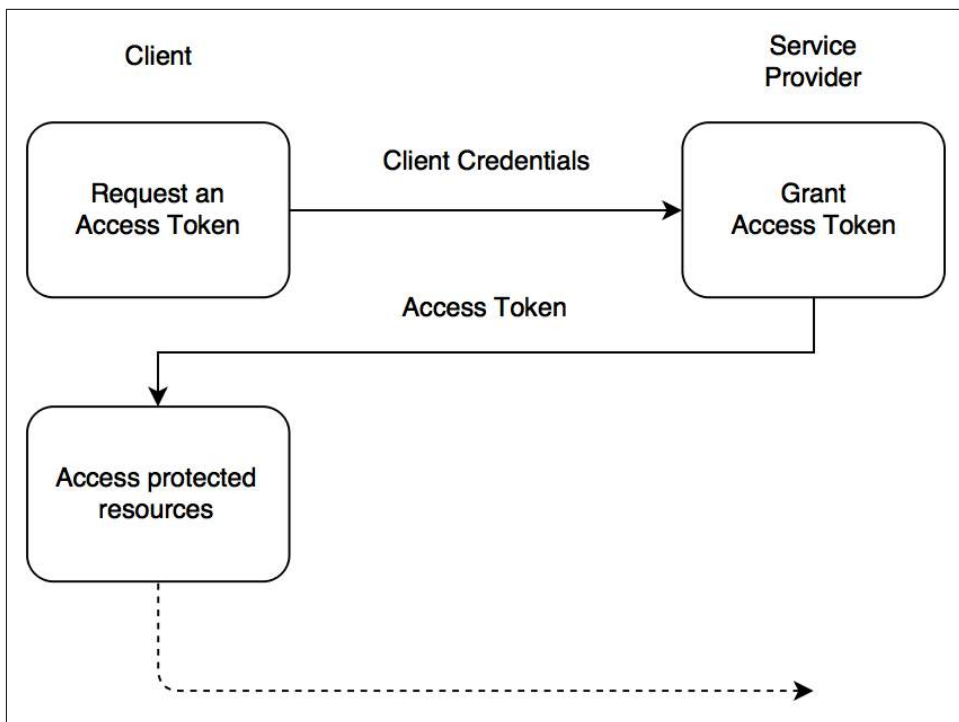 Client
Service
Provider
Client Credentials
Request an
Access Token
Grant
Access Token
Access Token
Access protected
resources